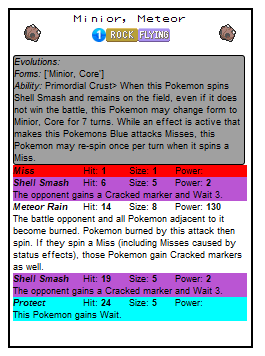 Minior, Meteor
1 ROCK FLYING
Evolutions:
Forms: ['Minior, Core']
Ability: Primordial Crust> When this Pokemon spins
Shell Smash and remains on the field, even if it does
not win the battle, this Pokemon may change form to
Minior, Core for 7 turns. While an effect is active that
makes this Pokemons Blue attacks Misses, this
Pokemon may re-spin once per turn when it spins a
Miss.
Miss Hit: 1 Size: 1 Power:
Shell Smash Hit: 6 Size: 5 Power: 2
The opponent gains a Cracked marker and Wait 3.
Meteor Rain Hit: 14 Size: 8 Power: 130
The battle opponent and all Pokemon adjacent to it
become burned. Pokemon burned by this attack then
spin. If they spin a Miss (including Misses caused by
status effects), those Pokemon gain Cracked markers
as well.
Shell Smash Hit: 19 Size: 5 Power: 2
The opponent gains a Cracked marker and Wait 3.
Protect Hit: 24 Size: 5 Power:
This Pokemon gains Wait.